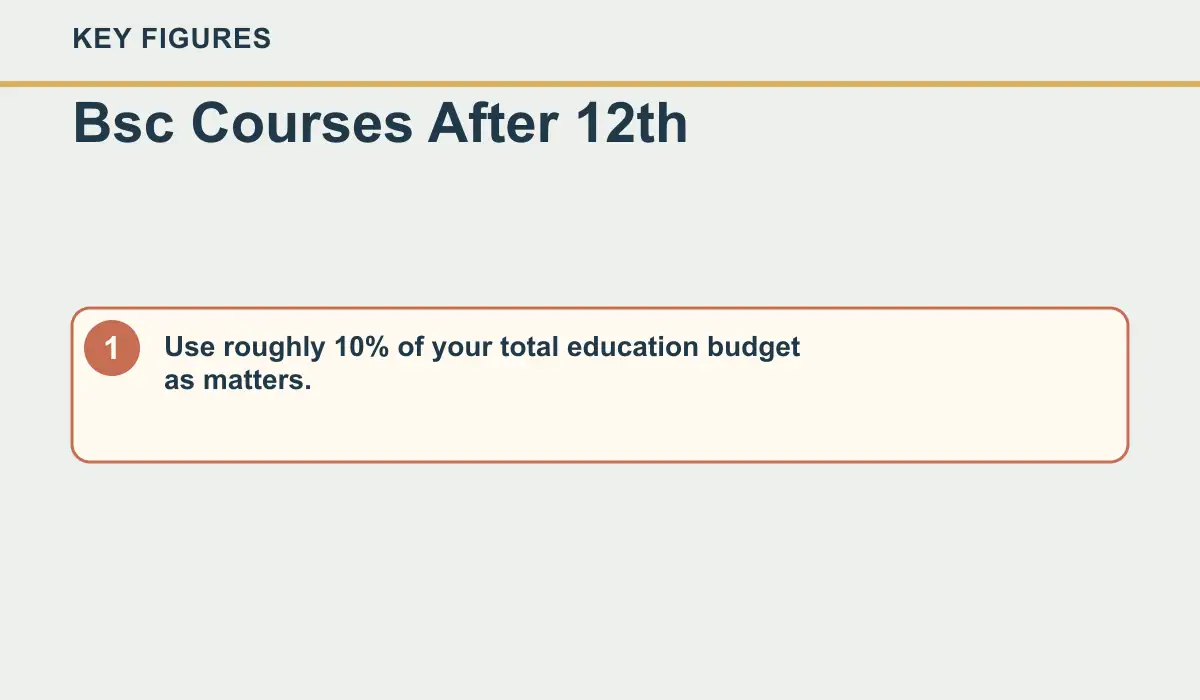 KEY FIGURES
Bsc Courses After 12th
1
Use roughly 10% of your total education budget
as matters.